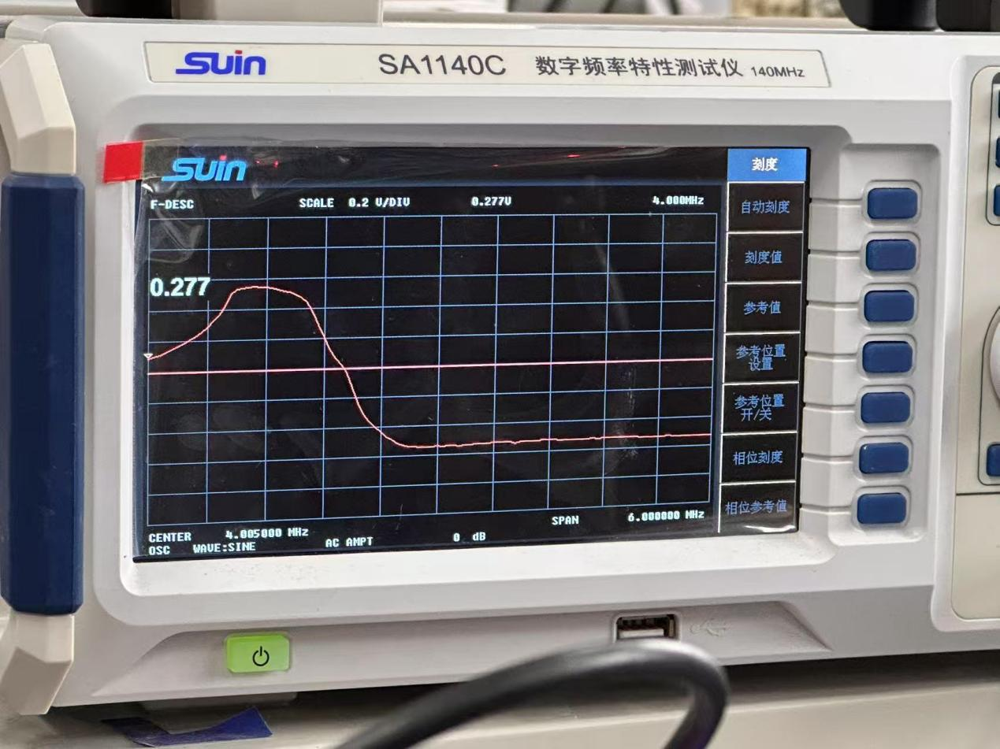 SUIN SA1140C 数字频率特性测试仪 140MHz
SUIN
刻度
F-DESC SCALE 0.2 V/DIV 0.277V 4.000MHz
自动刻度
刻度值
0.277
参考值
参考位置
设置
参考位置
开/关
相位刻度
相位参考值
CENTER 4.005000 MHz SPAN 6.000000 MHz
OSC WAVE:SINE AC AMPT 0 dB